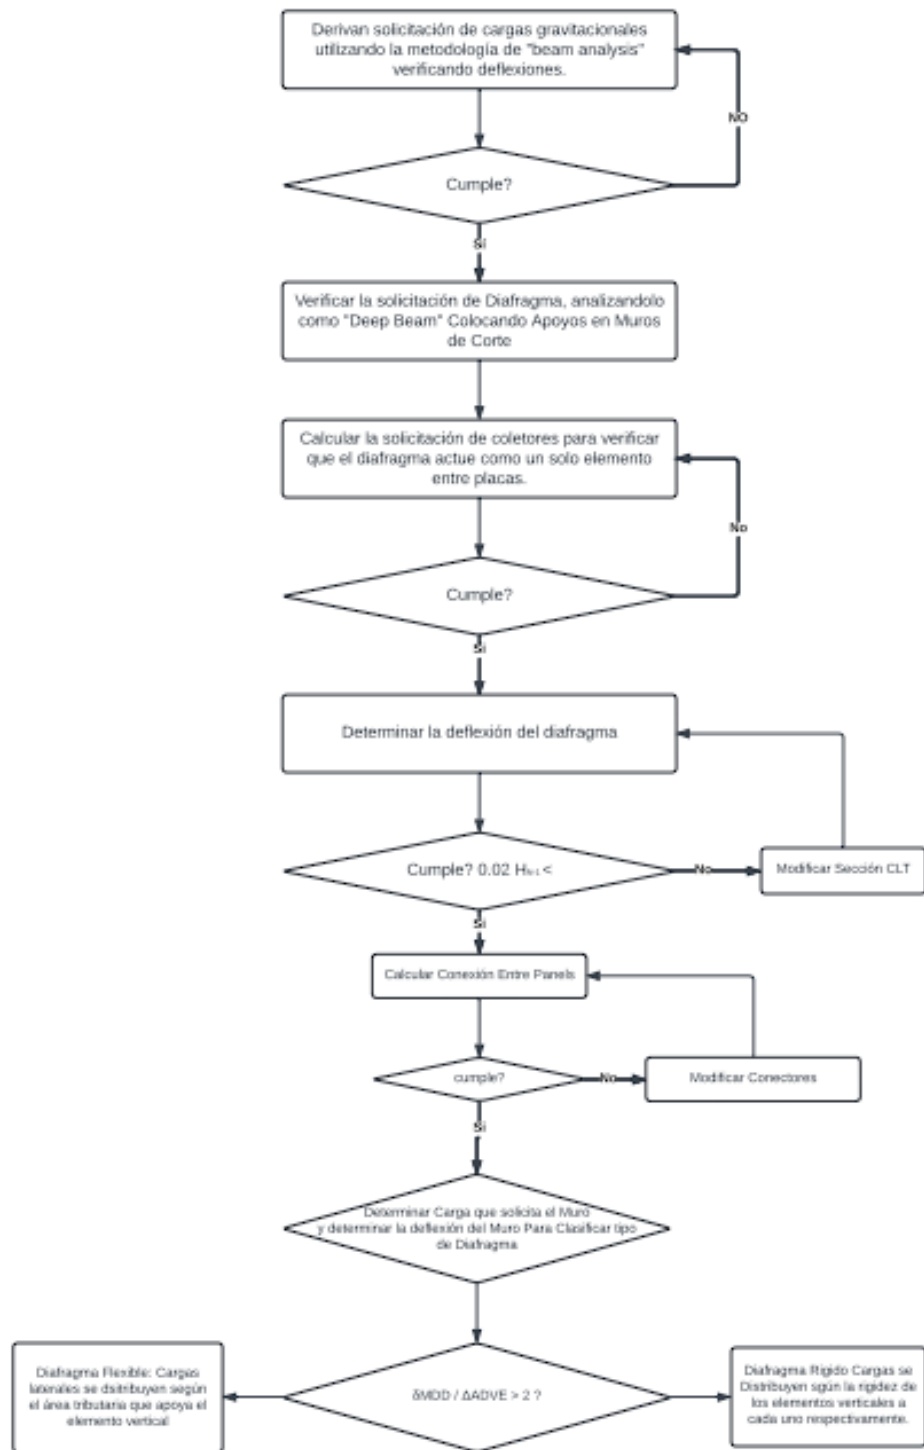 Derivan solicitación de cargas gravitacionales
utilizando la metodología de "beam analysis"
verificando deflexiones.
NO
Cumple?
Si
Verificar la solicitación de Diafragma, analizandolo
como "Deep Beam" Colocando Apoyos en Muros
de Corte
Calcular la solicitación de coletores para verificar
que el diafragma actue como un solo elemento
entre placas.
No
Cumple?
Si
Determinar la deflexión del diafragma
Cumple? 0.02 H <
No
Modificar Sección CLT
Si
Calcular Conexión Entre Panels
cumple?
No
Modificar Conectores
Si
Determinar Carga que solicita el Muro
y determinar la deflexión del Muro Para Clasificar tipo
de Diafragma
Diafragma Flexible: Cargas
laterales se dsitribuyen según
el área tributaria que apoya el
elemento vertical
δMDD / ΔADVE > 2 ?
Diafragma Rigido Cargas se
Distribuyen sgún la rigidez de
los elementos verticales a
cada uno respectivamente.